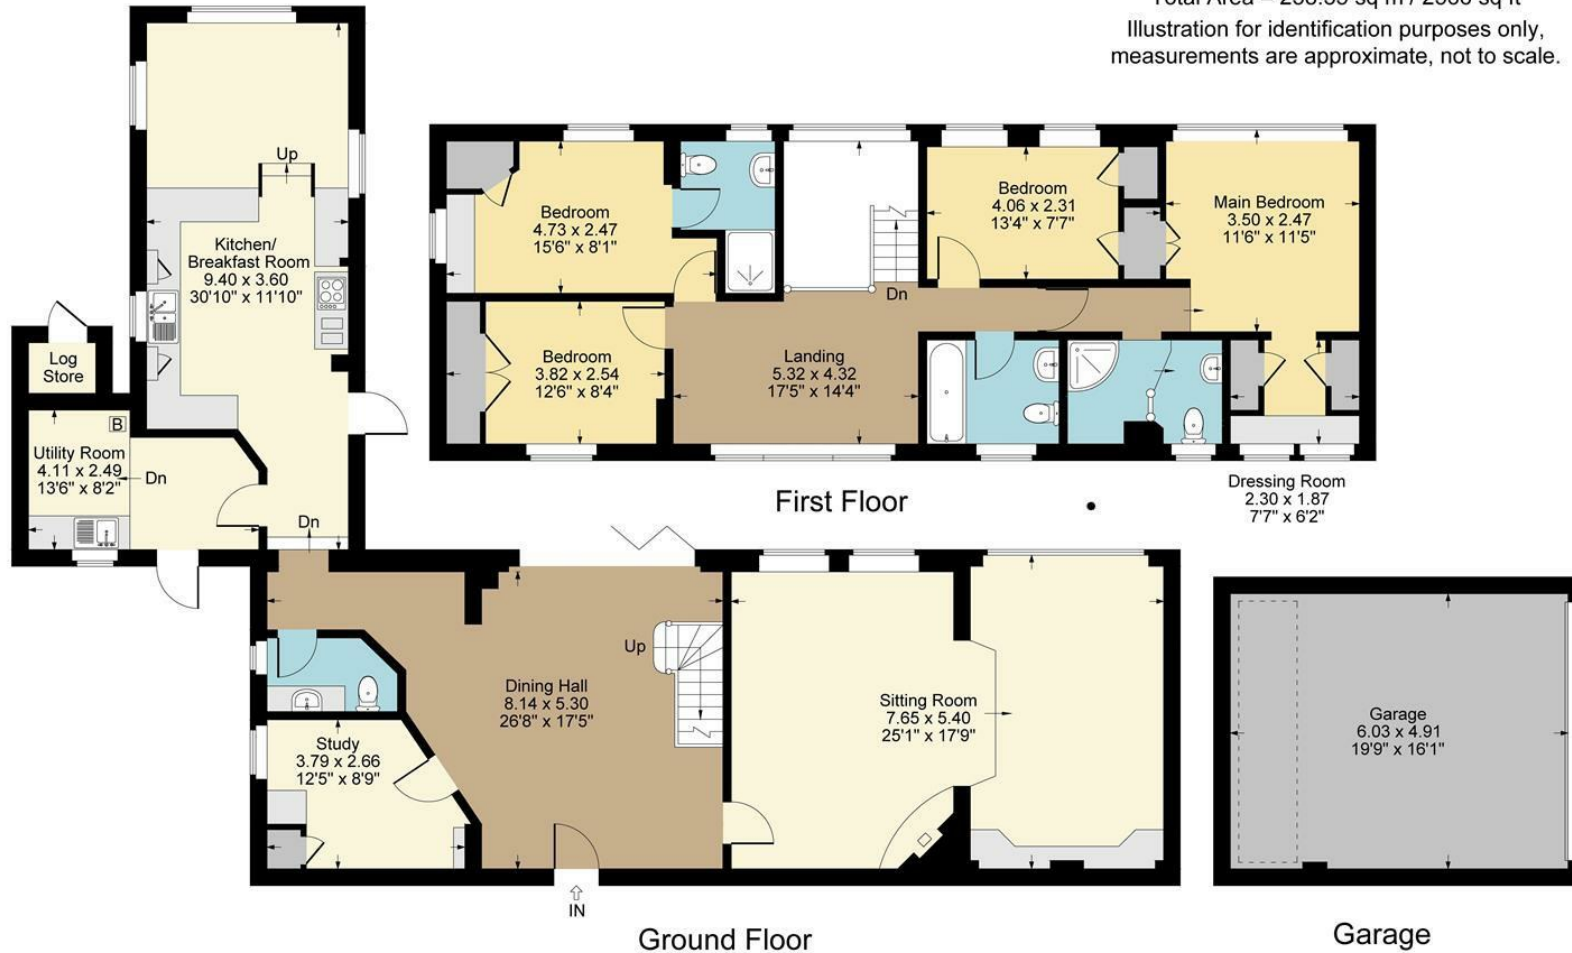 Illustration for identification purposes only,
measurements are approximate, not to scale.
Up
Kitchen/
Breakfast Room
9.40 x 3.60
30'10" x 11'10"
Log
Store
B
Utility Room
4.11 x 2.49
13'6" x 8'2"
Dn
Dn
Bedroom
4.73 x 2.47
15'6" x 8'1"
Bedroom
3.82 x 2.54
12'6" x 8'4"
Dn
Landing
5.32 x 4.32
17'5" x 14'4"
Bedroom
4.06 x 2.31
13'4" x 7'7"
Main Bedroom
3.50 x 2.47
11'6" x 11'5"
Dressing Room
2.30 x 1.87
7'7" x 6'2"
First Floor
Up
Dining Hall
8.14 x 5.30
26'8" x 17'5"
Study
3.79 x 2.66
12'5" x 8'9"
Sitting Room
7.65 x 5.40
25'1" x 17'9"
IN
Ground Floor
Garage
6.03 x 4.91
19'9" x 16'1"
Garage